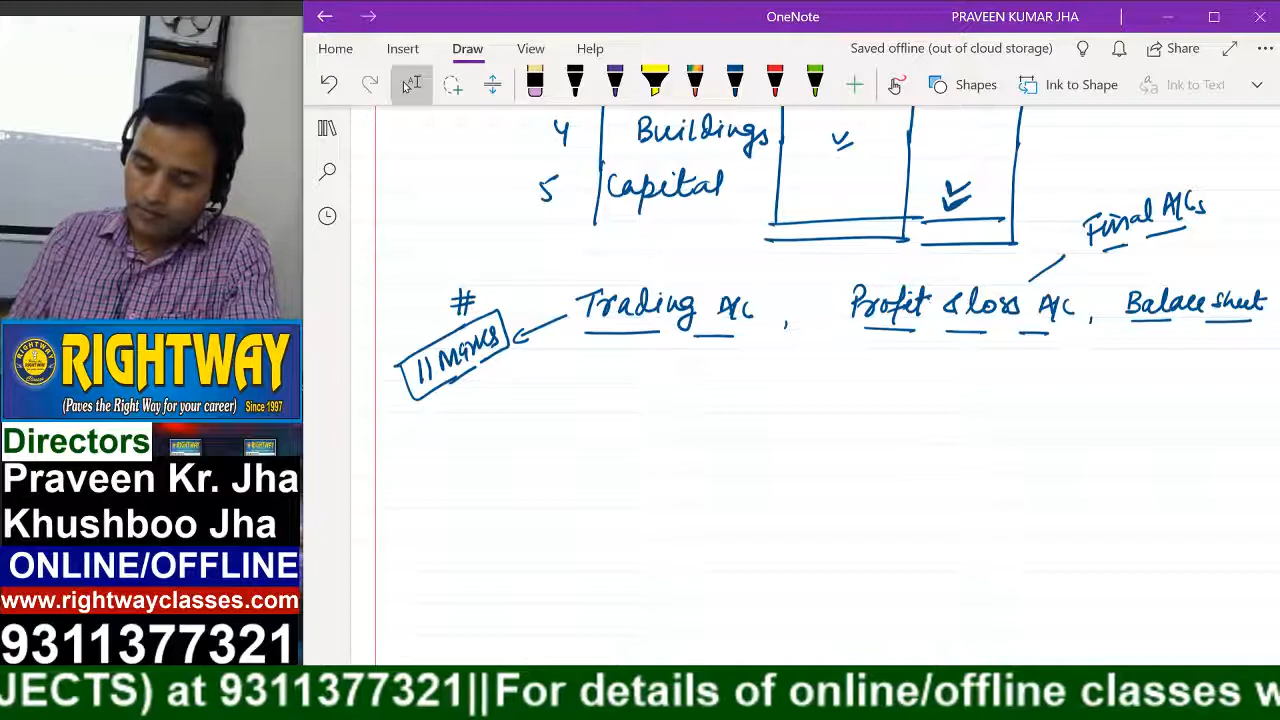 OneNote
PRAVEEN KUMAR JHA
Home Insert Draw View Help
Saved offline (out of cloud storage)
Share
Shapes
Ink to Shape
Ink to Text
4 Buildings
5 Capital
Final A/Cs
# Trading A/C , Profit & loss A/C , Balace sheet
11 Marks
RIGHTWAY
(Paves the Right Way for your career) Since 1997
Directors
Praveen Kr. Jha
Khushboo Jha
ONLINE/OFFLINE
www.rightwayclasses.com
9311377321
JECTS) at 9311377321||For details of online/offline classes w